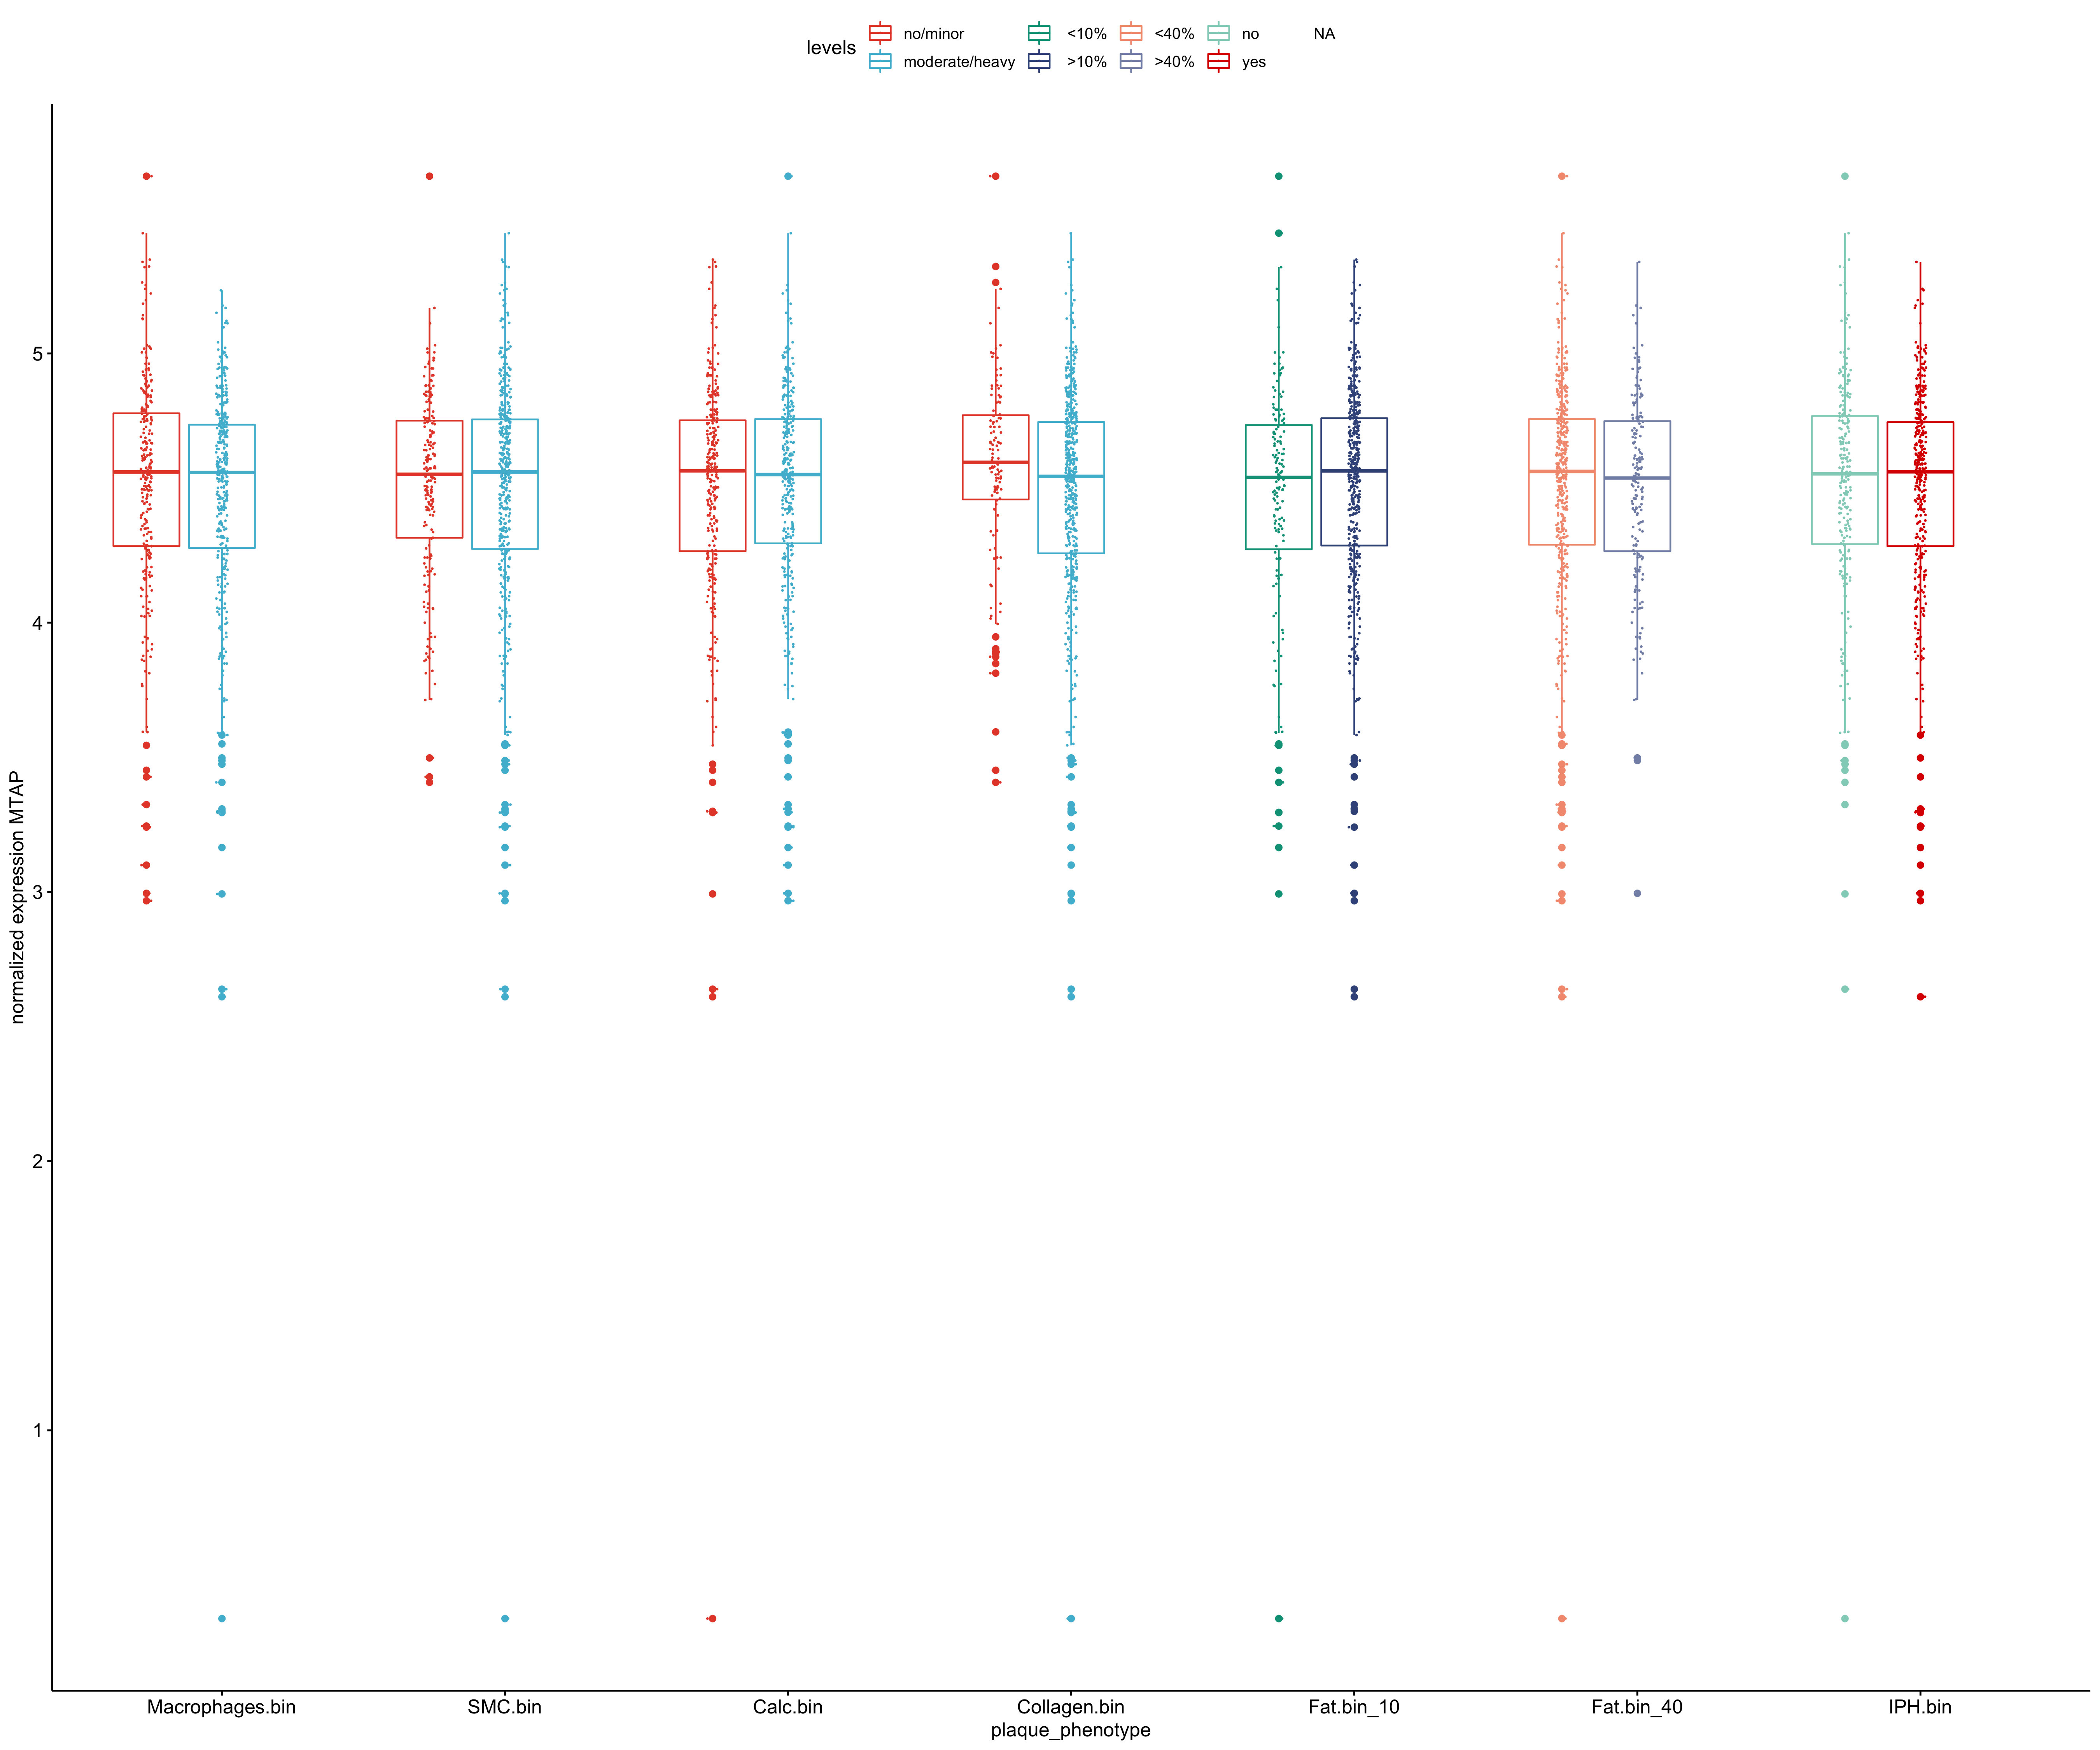 levels
no/minor
<10%
<40%
no
NA
moderate/heavy
>10%
>40%
yes
normalized expression MTAP
5
4
3
2
1
Macrophages.bin
SMC.bin
Calc.bin
Collagen.bin
Fat.bin_10
Fat.bin_40
IPH.bin
plaque_phenotype